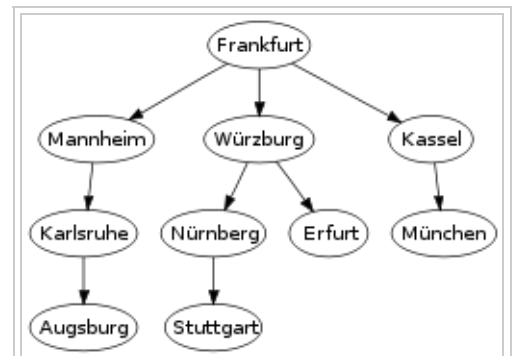 Frankfurt
Mannheim Würzburg Kassel
Karlsruhe Nürnberg Erfurt München
Augsburg Stuttgart